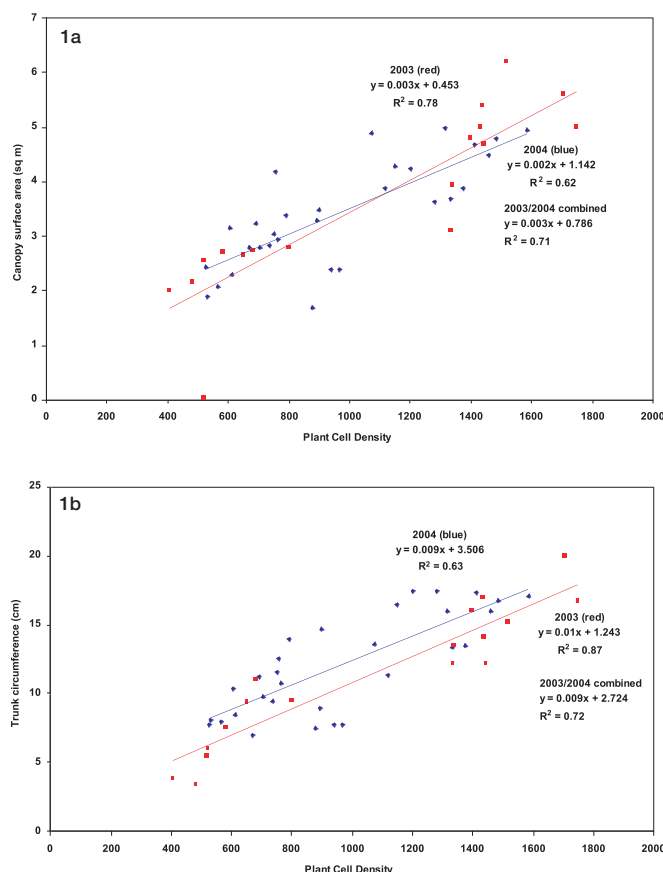 1a
7
6
5
4
3
2
1
0
Canopy surface area (sq m
2003 (red)
y = 0.003x + 0.453
R² = 0.78
2004 (blue)
y = 0.002x + 1.142
R² = 0.62
2003/2004 combined
y = 0.003x + 0.786
R² = 0.71
0 200 400 600 800 1000 1200 1400 1600 1800 2000
Plant Cell Density
1b
25
20
15
10
5
0
Trunk circumference (cm)
2004 (blue)
y = 0.009x + 3.506
R² = 0.63
2003 (red)
y = 0.01x + 1.243
R² = 0.87
2003/2004 combined
y = 0.009x + 2.724
R² = 0.72
0 200 400 600 800 1000 1200 1400 1600 1800 2000
Plant Cell Density